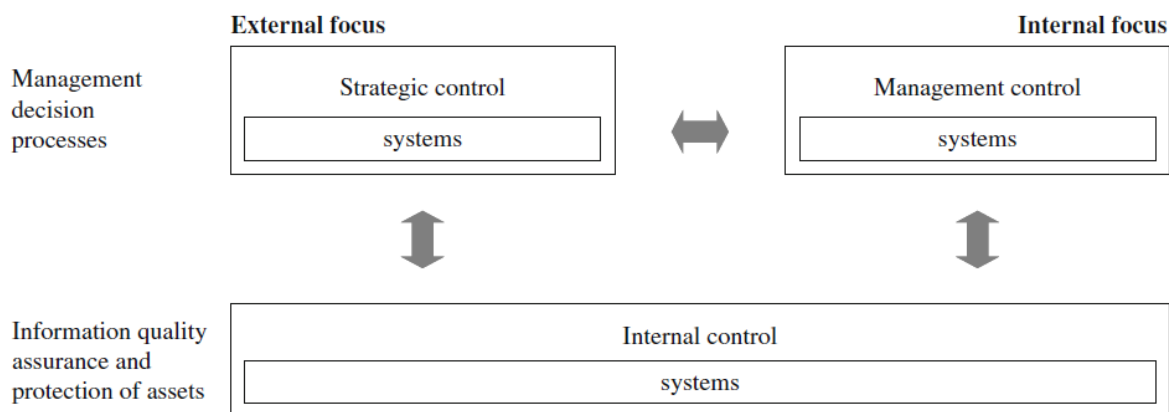 External focus
Internal focus
Management
decision
processes
Strategic control
systems
Management control
systems
Information quality
assurance and
protection of assets
Internal control
systems